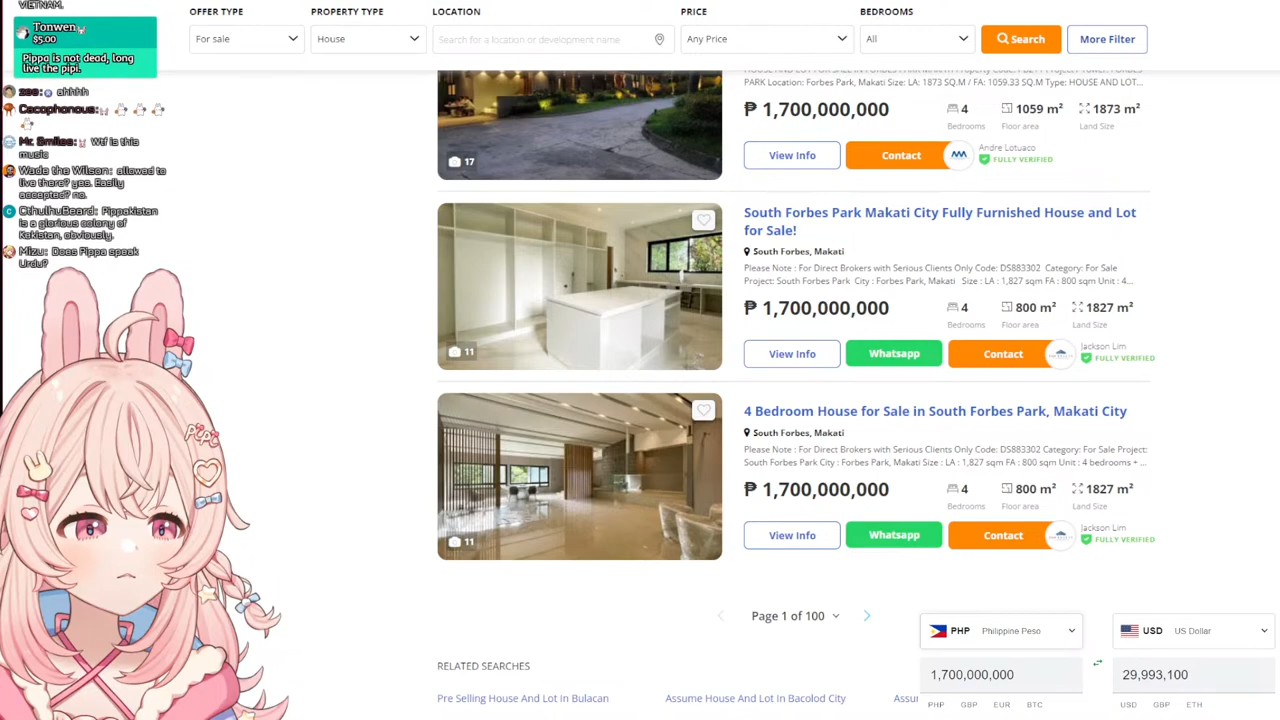 VIETNAM.
Tonwen
$5.00
Pippa is not dead, long
live the pipi.
zee: ahhhh
Cacophonous:
Mr. Smilee: Wtf is this
music
Wade the Wilson: allowed to
live there? yes. Easily
accepted? no.
CthulhuBeard: Pippakistan
is a glorious colony of
Kekistan, obviously.
Mizu: Does Pippa speak
Urdu?
OFFER TYPE
PROPERTY TYPE
LOCATION
PRICE
BEDROOMS
For sale
House
Search for a location or development name
Any Price
All
Search
More Filter
PARK Location: Forbes Park, Makati Size: LA: 1873 SQ.M / FA: 1059.33 SQ.M Type: HOUSE AND LOT...
₱ 1,700,000,000
4
Bedrooms
1059 m²
Floor area
1873 m²
Land Size
17
View Info
Contact
Andre Lotuaco
FULLY VERIFIED
South Forbes Park Makati City Fully Furnished House and Lot
for Sale!
South Forbes, Makati
Please Note : For Direct Brokers with Serious Clients Only Code: DS883302 Category: For Sale
Project: South Forbes Park City : Forbes Park, Makati Size : LA : 1,827 sqm FA : 800 sqm Unit : 4...
₱ 1,700,000,000
4
Bedrooms
800 m²
Floor area
1827 m²
Land Size
11
View Info
Whatsapp
Contact
Jackson Lim
FULLY VERIFIED
4 Bedroom House for Sale in South Forbes Park, Makati City
South Forbes, Makati
Please Note : For Direct Brokers with Serious Clients Only Code: DS883302 Category: For Sale Project:
South Forbes Park City : Forbes Park, Makati Size : LA : 1,827 sqm FA : 800 sqm Unit : 4 bedrooms + ...
₱ 1,700,000,000
4
Bedrooms
800 m²
Floor area
1827 m²
Land Size
11
View Info
Whatsapp
Contact
Jackson Lim
FULLY VERIFIED
PiPi
Page 1 of 100
PHP Philippine Peso
USD US Dollar
1,700,000,000
29,993,100
PHP GBP EUR BTC
USD GBP ETH
RELATED SEARCHES
Pre Selling House And Lot In Bulacan
Assume House And Lot In Bacolod City
Assu